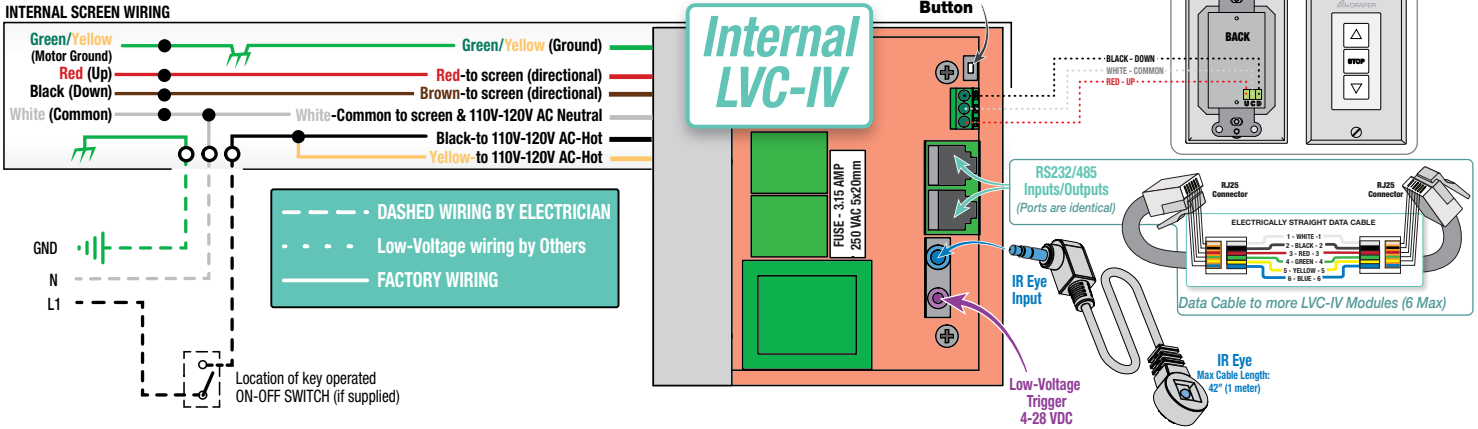 INTERNAL SCREEN WIRING
Green/Yellow
(Motor Ground)
Red (Up)
Black (Down)
White (Common)
Green/Yellow (Ground)
Red-to screen (directional)
Brown-to screen (directional)
White-Common to screen & 110V-120V AC Neutral
Black-to 110V-120V AC-Hot
Yellow-to 110V-120V AC-Hot
GND
N
L1
DASHED WIRING BY ELECTRICIAN
Low-Voltage wiring by Others
FACTORY WIRING
Location of key operated
ON-OFF SWITCH (if supplied)
Internal
LVC-IV
Button
FUSE - 3.15 AMP
250 VAC 5x20mm
BLACK - DOWN
WHITE - COMMON
RED - UP
BACK
U C D
DRAPER
STOP
RS232/485
Inputs/Outputs
(Ports are identical)
RJ25
Connector
RJ25
Connector
ELECTRICALLY STRAIGHT DATA CABLE
1 - WHITE -1
2 - BLACK - 2
3 - RED - 3
4 - GREEN - 4
5 - YELLOW - 5
6 - BLUE - 6
Data Cable to more LVC-IV Modules (6 Max)
IR Eye
Input
Low-Voltage
Trigger
4-28 VDC
IR Eye
Max Cable Length:
42" (1 meter)